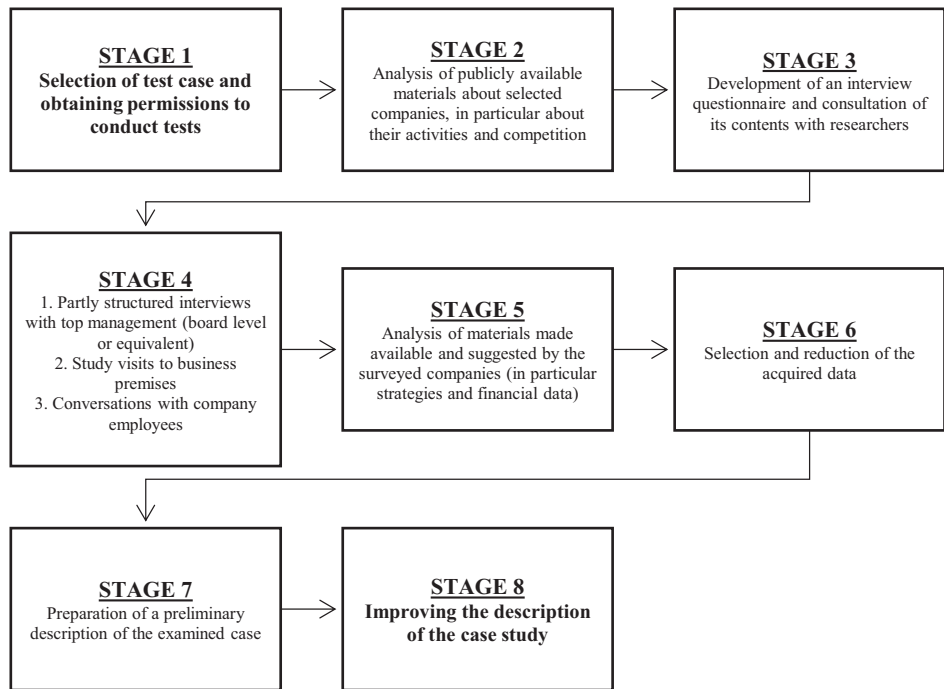 STAGE 1
Selection of test case and
obtaining permissions to
conduct tests
STAGE 2
Analysis of publicly available
materials about selected
companies, in particular about
their activities and competition
STAGE 3
Development of an interview
questionnaire and consultation of
its contents with researchers
STAGE 4
1. Partly structured interviews
with top management (board level
or equivalent)
2. Study visits to business
premises
3. Conversations with company
employees
STAGE 5
Analysis of materials made
available and suggested by the
surveyed companies (in particular
strategies and financial data)
STAGE 6
Selection and reduction of the
acquired data
STAGE 7
Preparation of a preliminary
description of the examined case
STAGE 8
Improving the description
of the case study